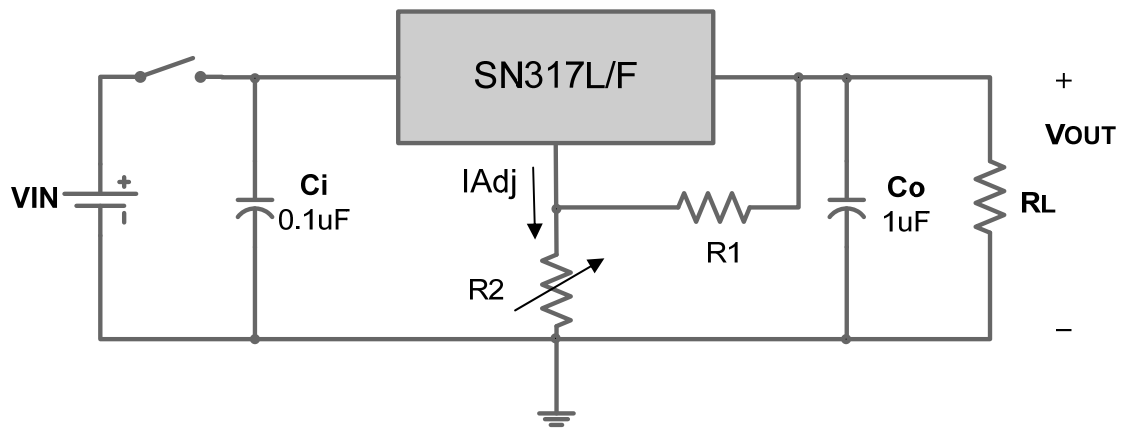 SN317L/F
+
VOUT
IAdj
Ci
0.1uF
VIN
+
Co
1uF
RL
R1
R2
−